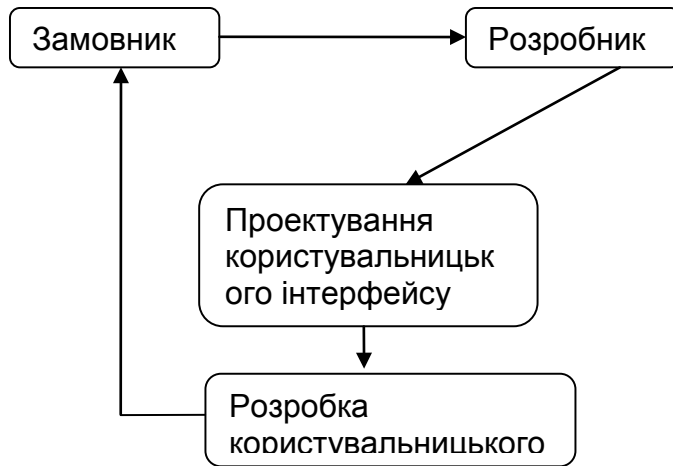 Замовник
Розробник
Проектування
користувальницьк
ого інтерфейсу
Розробка
користувальницького